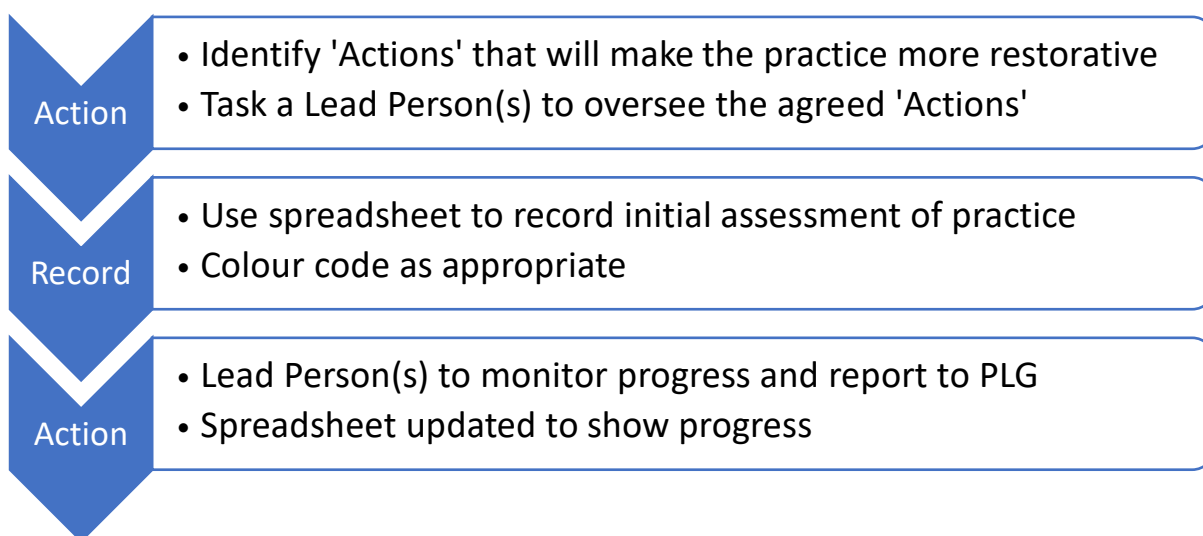 Action
• Identify 'Actions' that will make the practice more restorative
• Task a Lead Person(s) to oversee the agreed 'Actions'
Record
• Use spreadsheet to record initial assessment of practice
• Colour code as appropriate
Action
• Lead Person(s) to monitor progress and report to PLG
• Spreadsheet updated to show progress